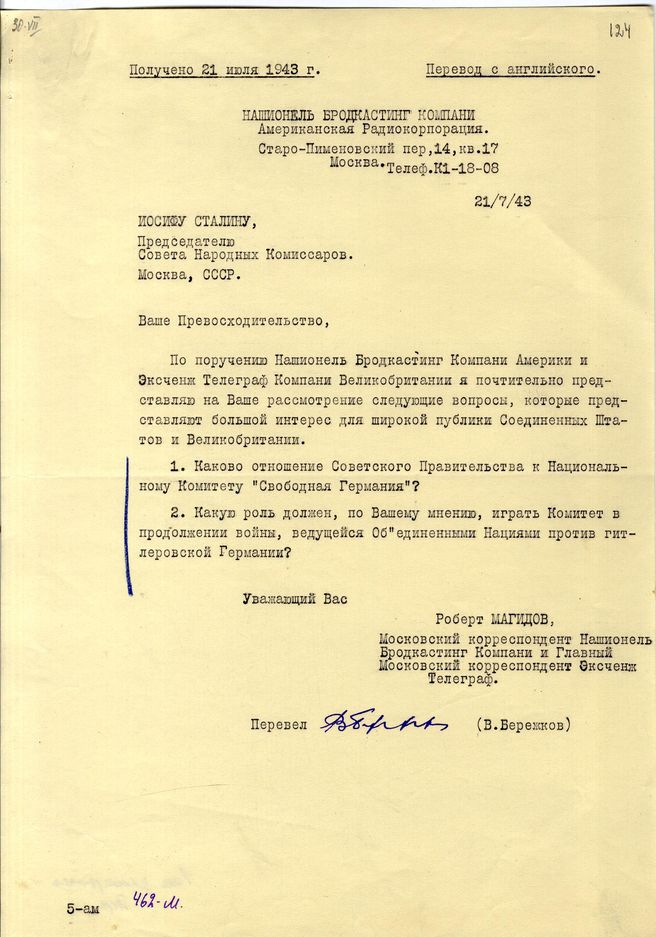 30-VII
124
Получено 21 июля 1943 г. Перевод с английского.
НАШИОНЕЛЬ БРОДКАСТИНГ КОМПАНИ
Американская Радиокорпорация.
Старо-Пименовский пер,14,кв.17
Москва. Телеф.К1-18-08
21/7/43
ИОСИФУ СТАЛИНУ,
Председателю
Совета Народных Комиссаров.
Москва, СССР.
Ваше Превосходительство,
По поручению Нашионель Бродкастинг Компани Америки и
Эксченж Телеграф Компани Великобритании я почтительно пред-
ставляю на Ваше рассмотрение следующие вопросы, которые пред-
ставляют большой интерес для широкой публики Соединенных Шта-
тов и Великобритании.
1. Каково отношение Советского Правительства к Националь-
ному Комитету "Свободная Германия"?
2. Какую роль должен, по Вашему мнению, играть Комитет в
продолжении войны, ведущейся Об"единенными Нациями против гит-
леровской Германии?
Уважающий Вас
Роберт МАГИДОВ,
Московский корреспондент Нашионель
Бродкастинг Компани и Главный
Московский корреспондент Эксченж
Телеграф.
Перевел (В.Бережков)
5-ам 462-М.